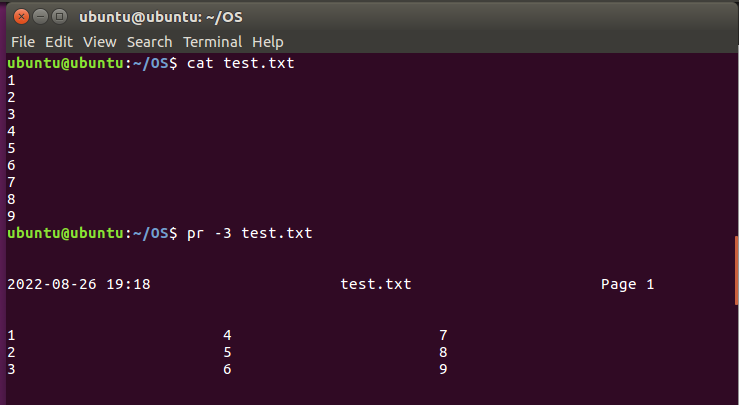 ubuntu@ubuntu: ~/OS
File Edit View Search Terminal Help
ubuntu@ubuntu:~/OS$ cat test.txt
1
2
3
4
5
6
7
8
9
ubuntu@ubuntu:~/OS$ pr -3 test.txt
2022-08-26 19:18 test.txt Page 1
1 4 7
2 5 8
3 6 9